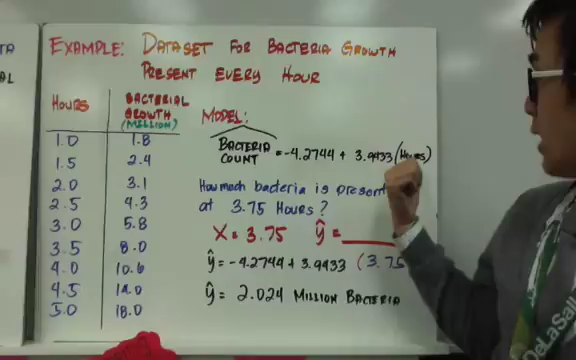 EXAMPLE: DATASET FOR BACTERIA GROWTH
PRESENT EVERY HOUR
HOURS
BACTERIAL
GROWTH
(MILLION)
1.0 1.8
1.5 2.4
2.0 3.1
2.5 4.3
3.0 5.8
3.5 8.0
4.0 10.6
4.5 14.0
5.0 18.0
MODEL:
BACTERIA
COUNT = -4.2744 + 3.9433 (HOURS)
How much bacteria is present
at 3.75 Hours?
X = 3.75 ŷ = ____
ŷ = -4.2744 + 3.9433 (3.75
ŷ = 2.024 MILLION BACTERIA
DeLaSall